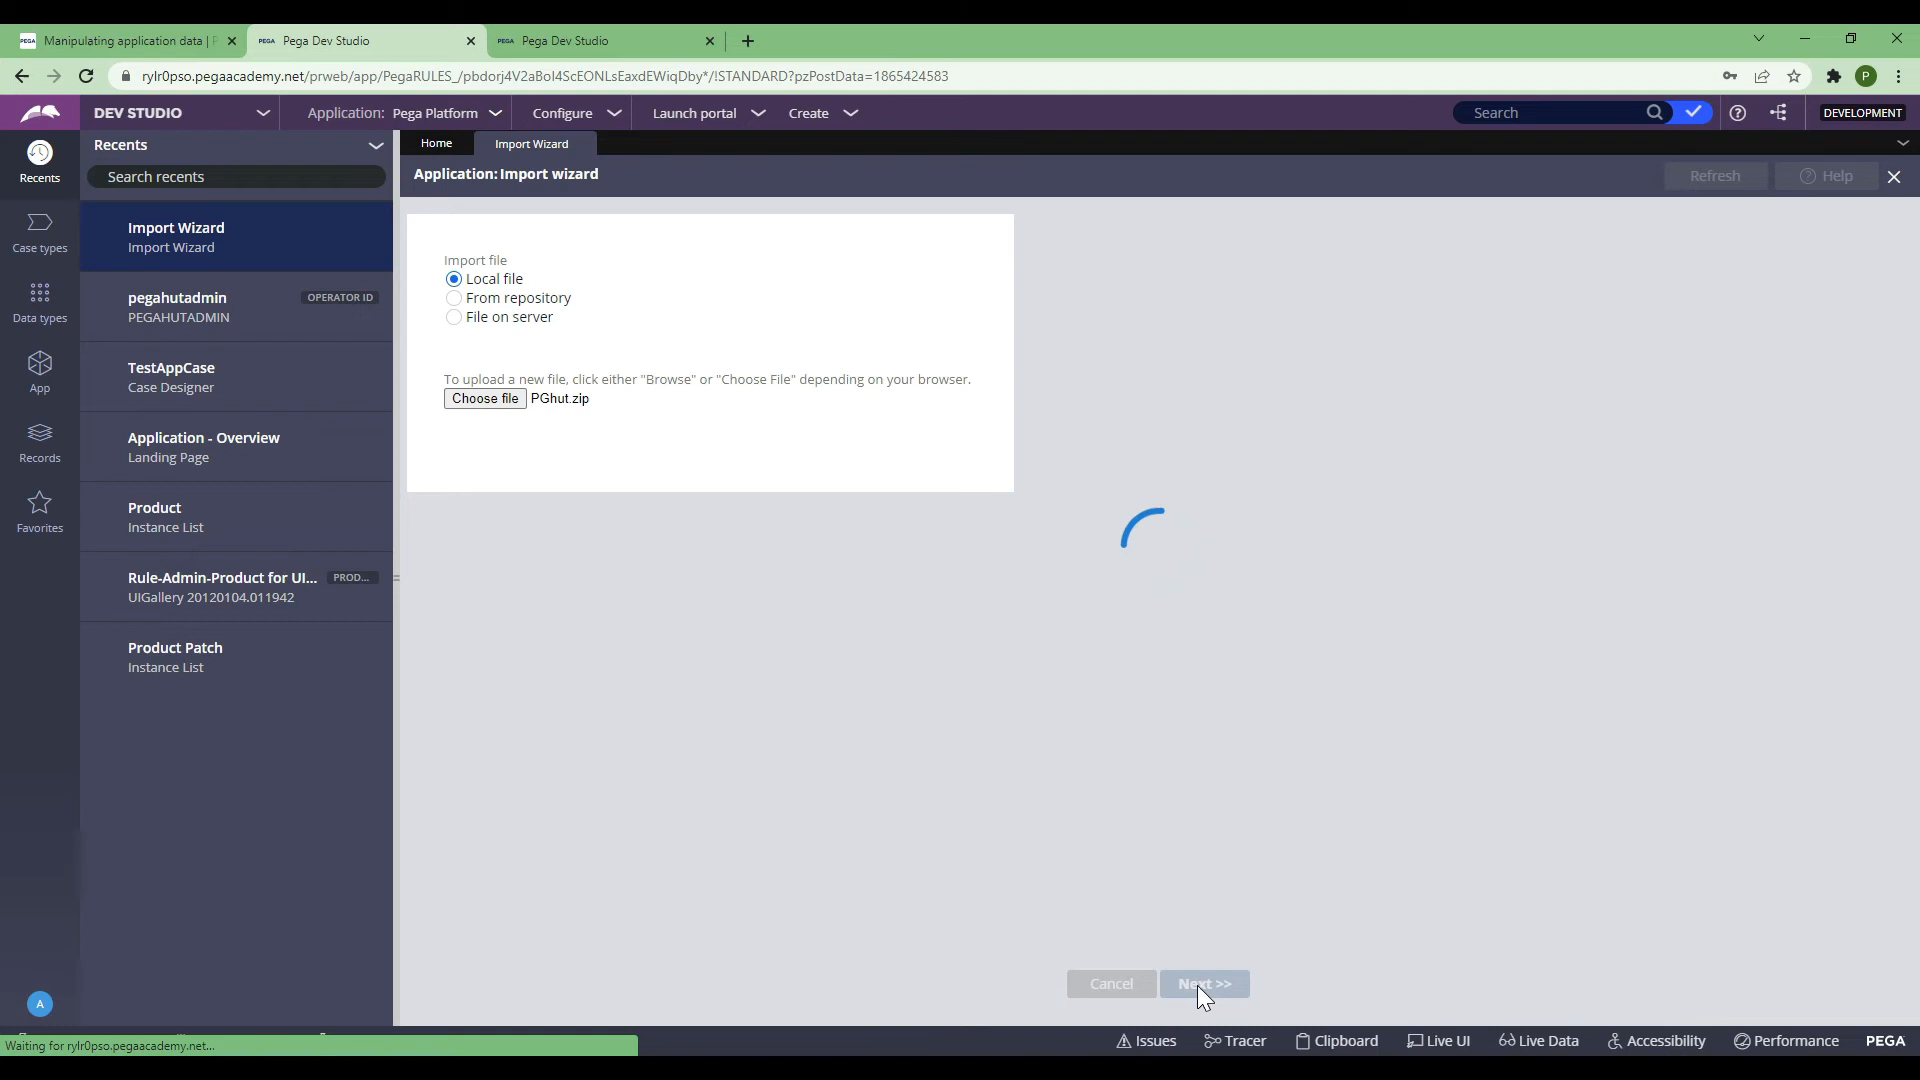 PEGA Manipulating application data | P
PEGA Pega Dev Studio
PEGA Pega Dev Studio
rylr0pso.pegaacademy.net/prweb/app/PegaRULES_/pbdorj4V2aBoI4ScEONLsEaxdEWiqDby*/!STANDARD?pzPostData=1865424583
P
DEV STUDIO
Application: Pega Platform
Configure
Launch portal
Create
Search
DEVELOPMENT
Recents
Case types
Data types
App
Records
Favorites
A
Recents
Search recents
Import Wizard
Import Wizard
pegahutadmin OPERATOR ID
PEGAHUTADMIN
TestAppCase
Case Designer
Application - Overview
Landing Page
Product
Instance List
Rule-Admin-Product for UI... PROD...
UIGallery 20120104.011942
Product Patch
Instance List
Home
Import Wizard
Application: Import wizard
Refresh
Help
Import file
Local file
From repository
File on server
To upload a new file, click either "Browse" or "Choose File" depending on your browser.
Choose file PGhut.zip
Cancel
Next >>
Waiting for rylr0pso.pegaacademy.net...
Issues
Tracer
Clipboard
Live UI
Live Data
Accessibility
Performance
PEGA